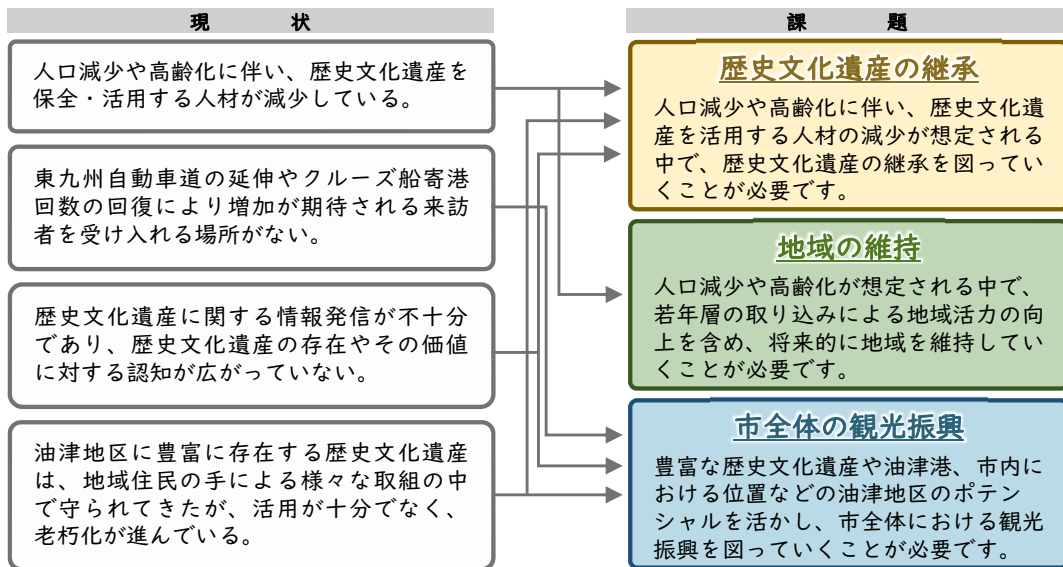 現　状
人口減少や高齢化に伴い、歴史文化遺産を
保全・活用する人材が減少している。
東九州自動車道の延伸やクルーズ船寄港
回数の回復により増加が期待される来訪
者を受け入れる場所がない。
歴史文化遺産に関する情報発信が不十分
であり、歴史文化遺産の存在やその価値
に対する認知が広がっていない。
油津地区に豊富に存在する歴史文化遺産
は、地域住民の手による様々な取組の中
で守られてきたが、活用が十分でなく、
老朽化が進んでいる。
課　題
歴史文化遺産の継承
人口減少や高齢化に伴い、歴史文化遺
産を活用する人材の減少が想定される
中で、歴史文化遺産の継承を図ってい
くことが必要です。
地域の維持
人口減少や高齢化が想定される中で、
若年層の取り込みによる地域活力の向
上を含め、将来的に地域を維持してい
くことが必要です。
市全体の観光振興
豊富な歴史文化遺産や油津港、市内に
おける位置などの油津地区のポテン
シャルを活かし、市全体における観光
振興を図っていくことが必要です。